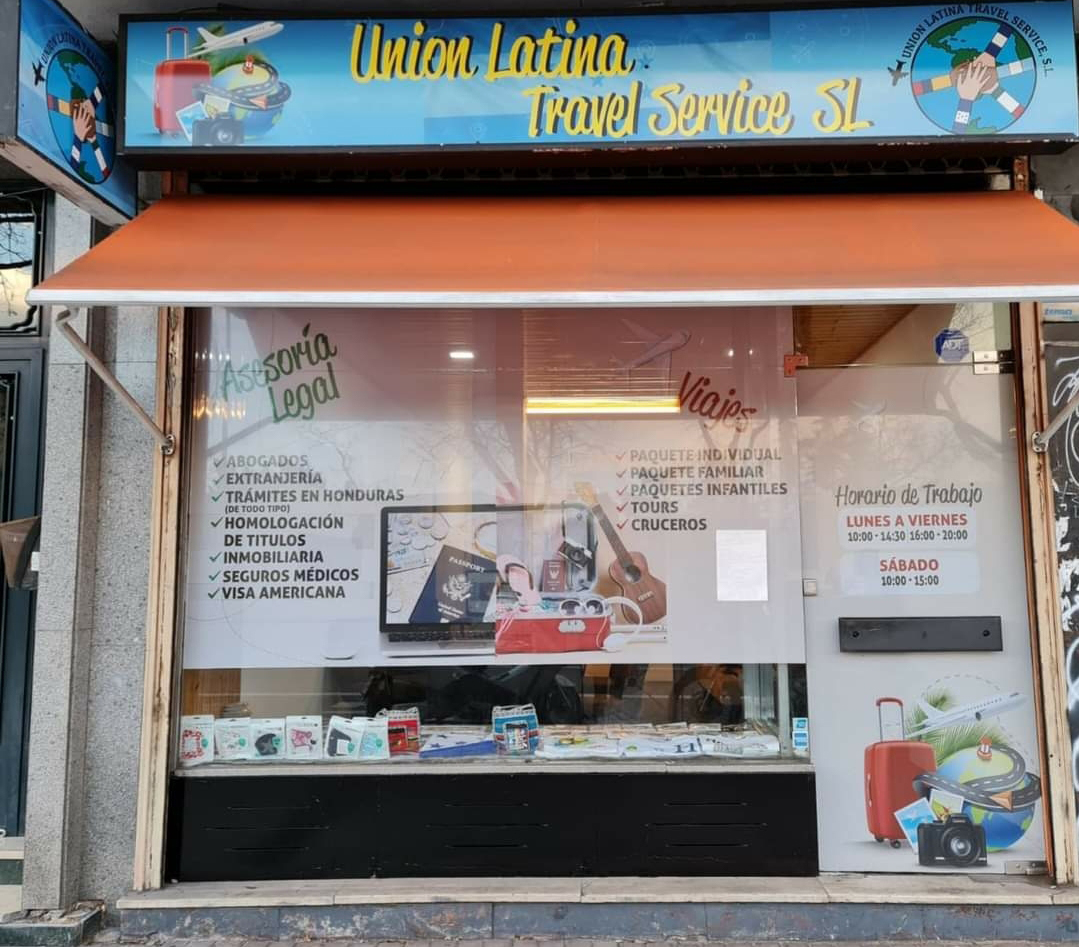 UNION LATINA TRAVEL SERVICE, S.L.
Union Latina
Travel Service SL
Asesoría
Legal
✓ABOGADOS
✓EXTRANJERÍA
✓TRÁMITES EN HONDURAS
(DE TODO TIPO)
✓HOMOLOGACIÓN
DE TITULOS
✓INMOBILIARIA
✓SEGUROS MÉDICOS
✓VISA AMERICANA
PASSPORT
Viajes
✓PAQUETE INDIVIDUAL
✓PAQUETE FAMILIAR
✓PAQUETES INFANTILES
✓TOURS
✓CRUCEROS
ADT
Horario de Trabajo
LUNES A VIERNES
10:00 - 14:30 16:00 - 20:00
SÁBADO
10:00 - 15:00